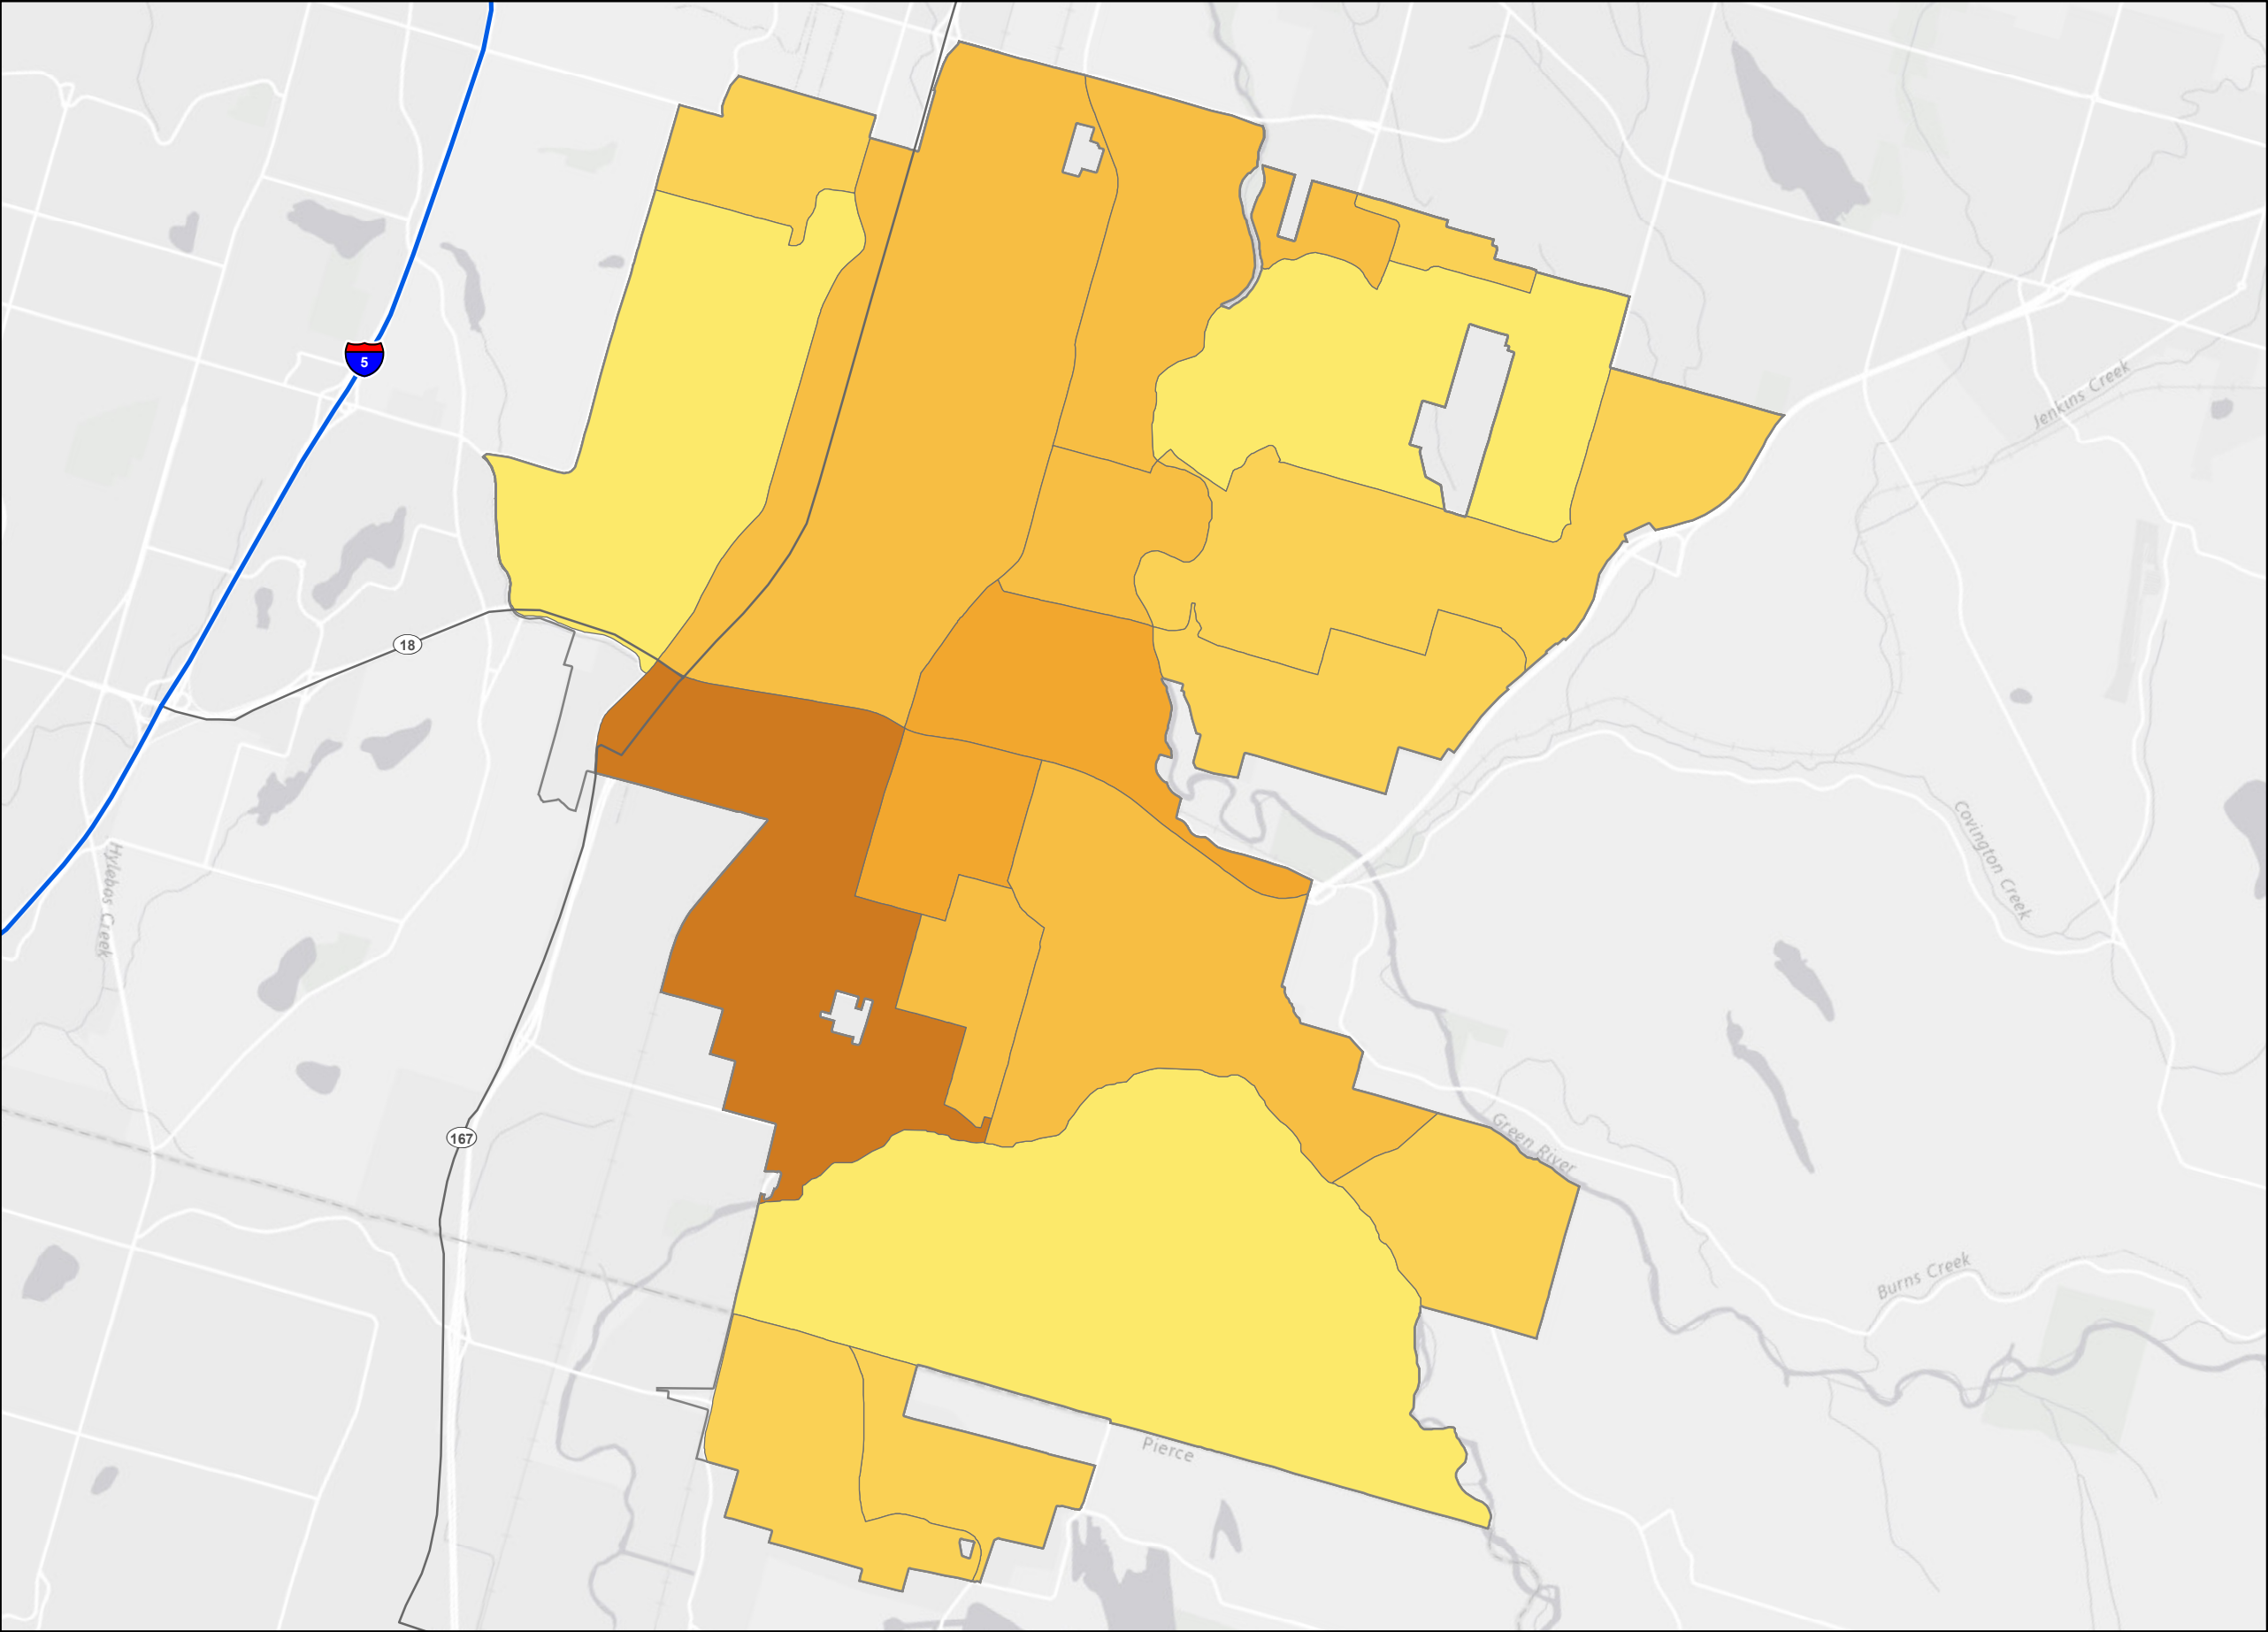 5
Jenkins Creek
18
Covington Creek
Hylebos Creek
167
Green River
Burns Creek
Pierce